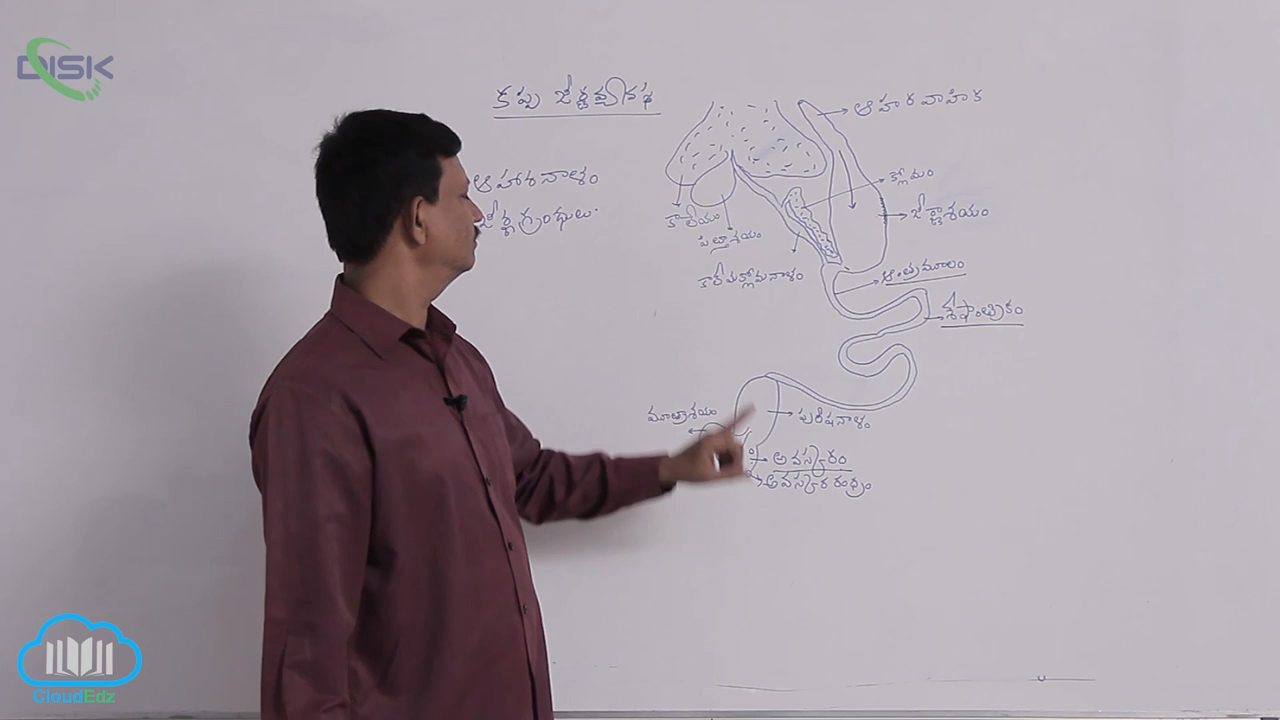 DISK
కప్ప జీర్ణవ్యవస్థ
ఆహారవాహిక
ఆహారనాళం
క్లోమం
జీర్ణగ్రంథులు
కాలేయం
జీర్ణాశయం
పిత్తాశయం
కాలేయక్లోమనాళం
ఆంత్రమూలం
శేషాంత్రికం
మూత్రాశయం
పురీషనాళం
అవస్కరం
అవస్కరరంధ్రం
CloudEdz